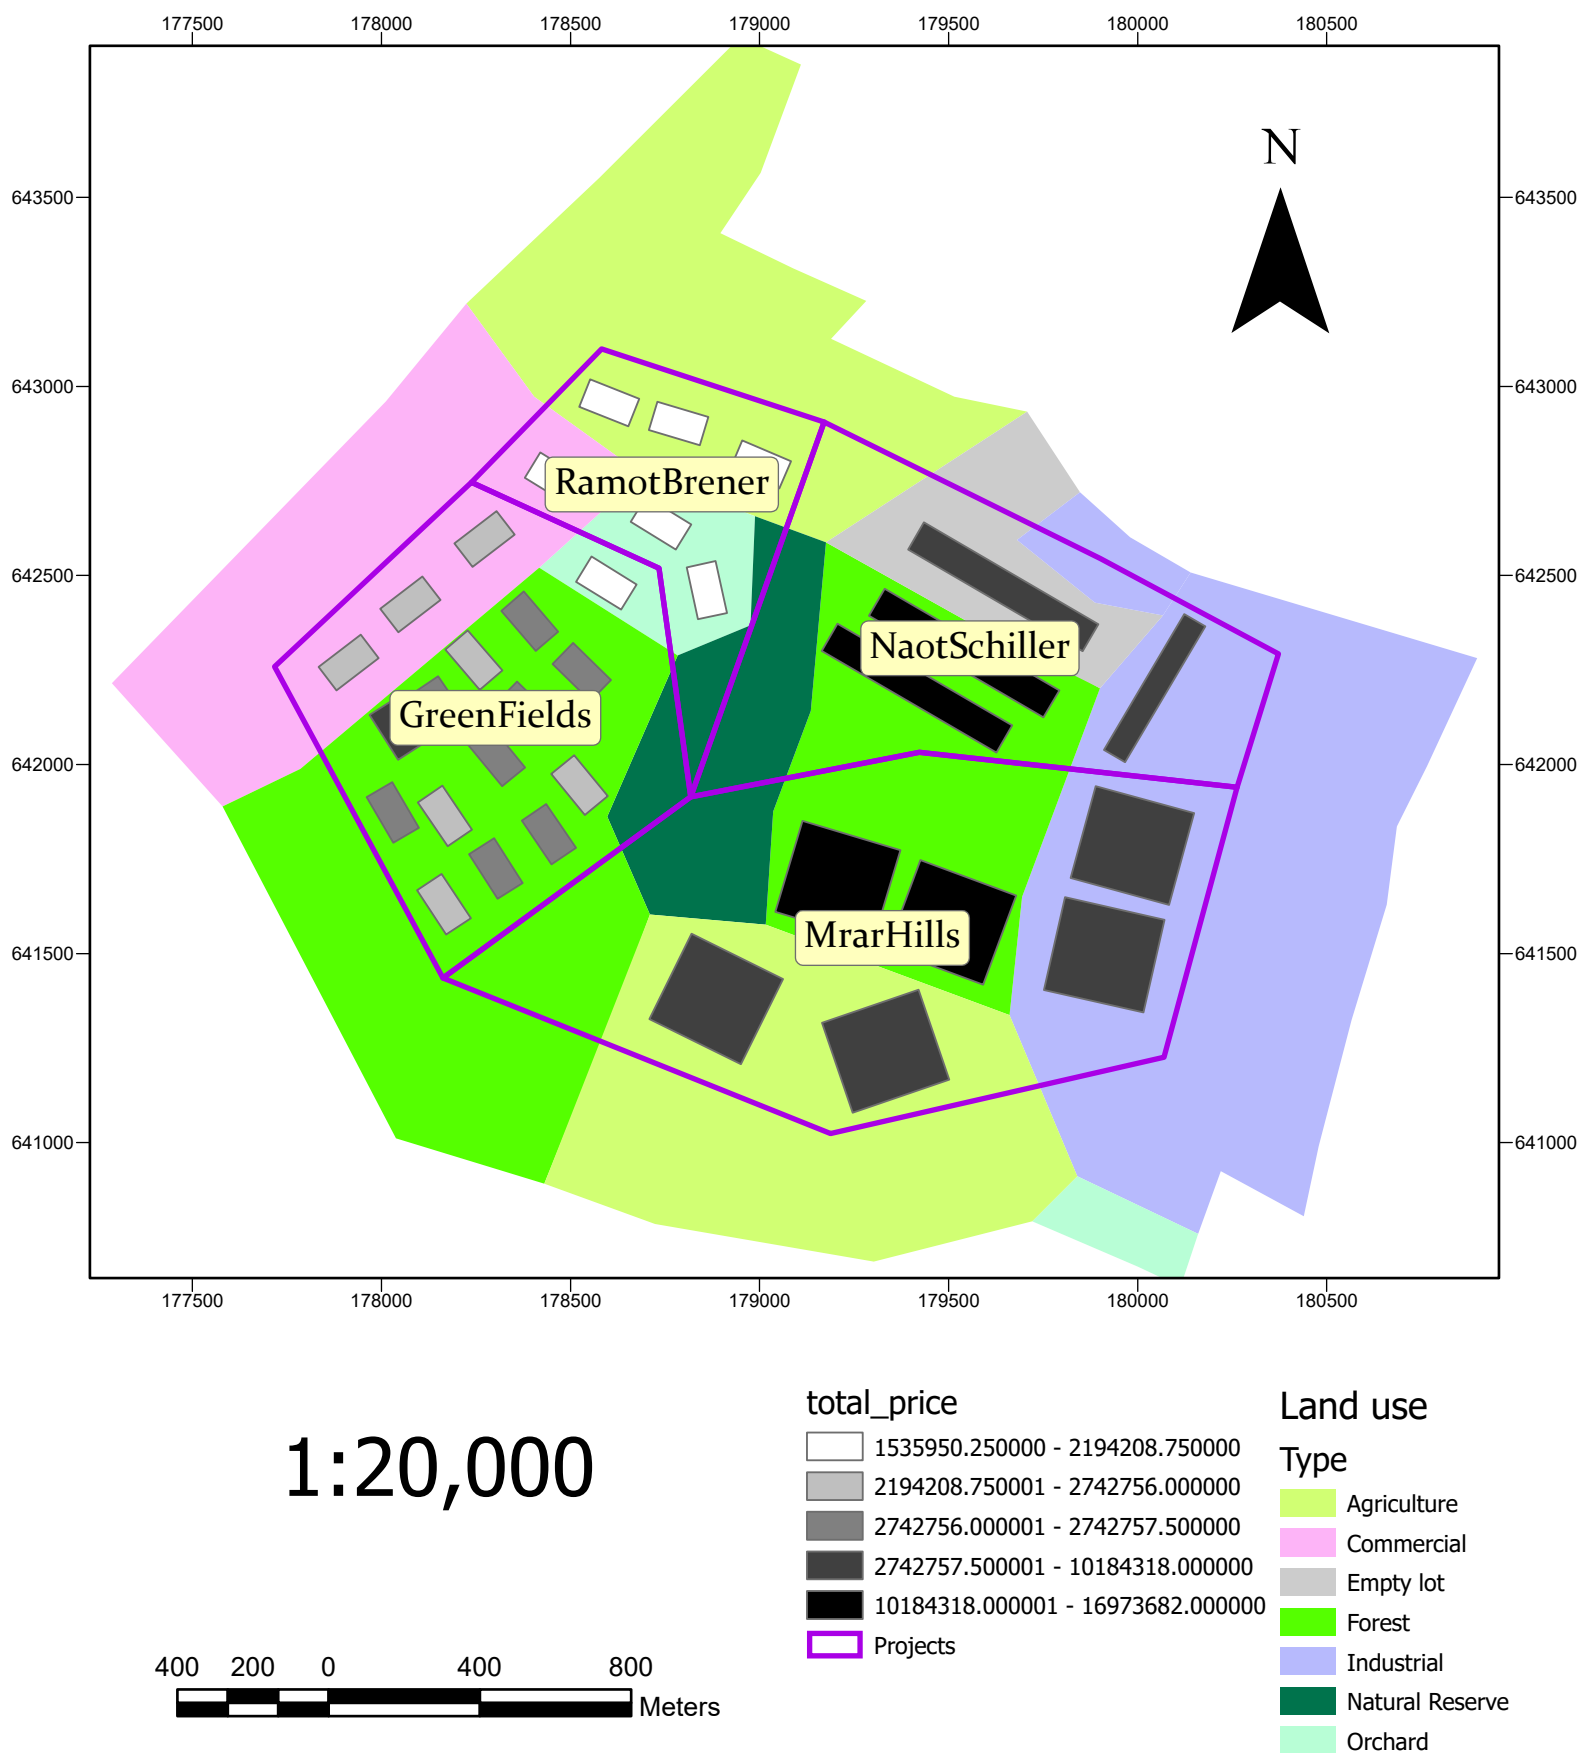 177500 178000 178500 179000 179500 180000 180500
N
643500 643500
643000 643000
RamotBrener
642500 642500
NaotSchiller
GreenFields
642000 642000
MrarHills
641500 641500
641000 641000
177500 178000 178500 179000 179500 180000 180500
1:20,000
400 200 0 400 800
Meters
total_price
1535950.250000 - 2194208.750000
2194208.750001 - 2742756.000000
2742756.000001 - 2742757.500000
2742757.500001 - 10184318.000000
10184318.000001 - 16973682.000000
Projects
Land use
Type
Agriculture
Commercial
Empty lot
Forest
Industrial
Natural Reserve
Orchard